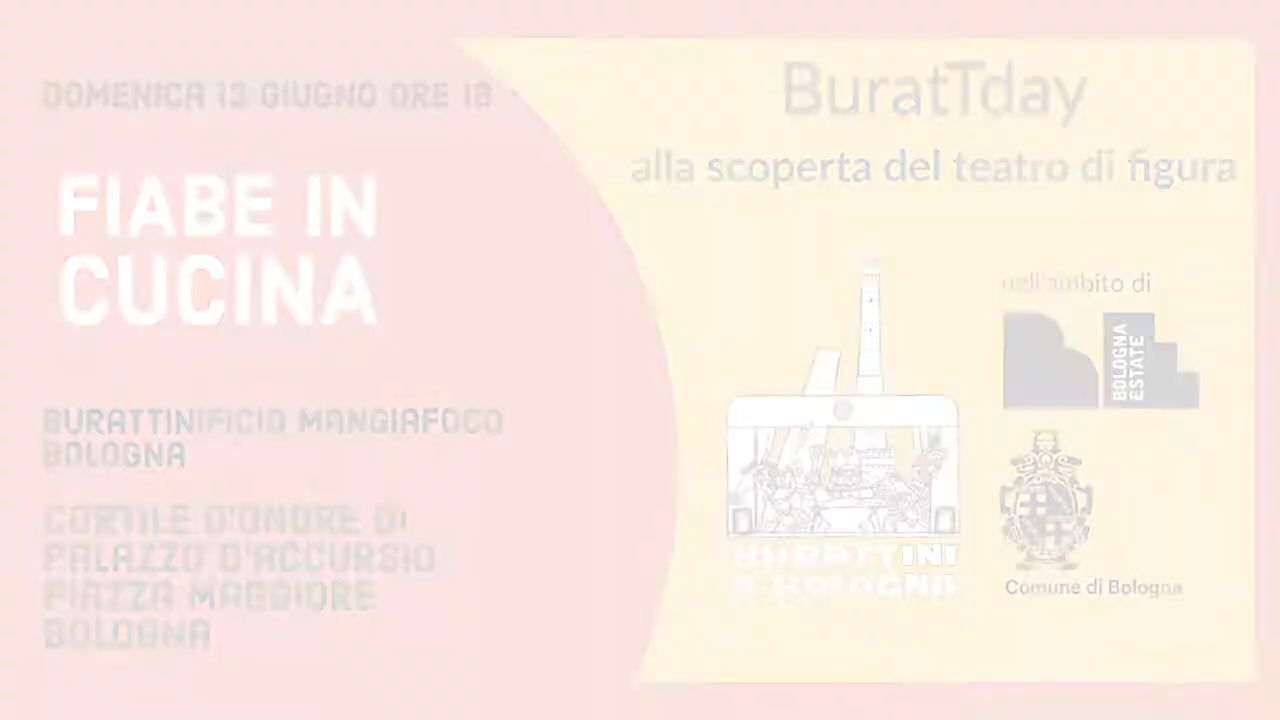 DOMENICA 13 GIUGNO ORE 18
FIABE IN
CUCINA
BURATTINIFICIO MANGIAFOCO
BOLOGNA
CORTILE D'ONORE DI
PALAZZO D'ACCURSIO
PIAZZA MAGGIORE
BOLOGNA
BuratTday
alla scoperta del teatro di figura
nell'ambito di
BOLOGNA
ESTATE
BURATTINI
A BOLOGNA
Comune di Bologna